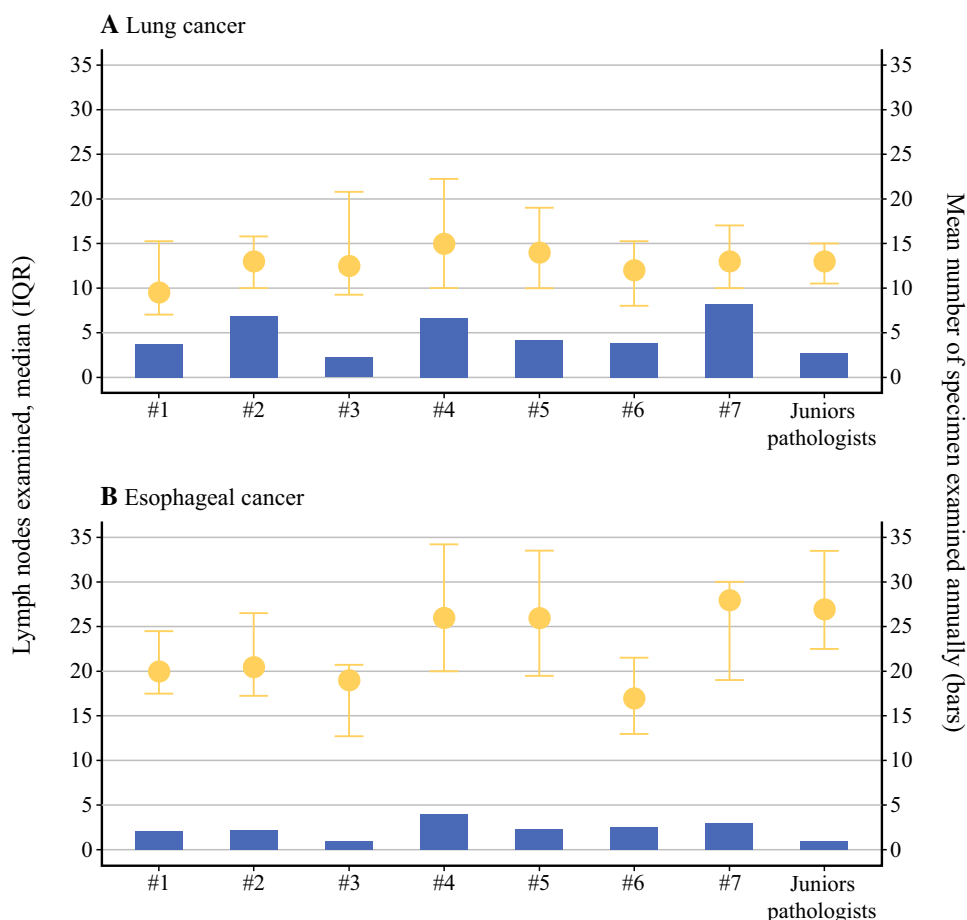 A Lung cancer
Lymph nodes examined, median (IQR)
Mean number of specimen examined annually (bars)
35 35
30 30
25 25
20 20
15 15
10 10
5 5
0 0
#1 #2 #3 #4 #5 #6 #7 Juniors
pathologists
B Esophageal cancer
35 35
30 30
25 25
20 20
15 15
10 10
5 5
0 0
#1 #2 #3 #4 #5 #6 #7 Juniors
pathologists